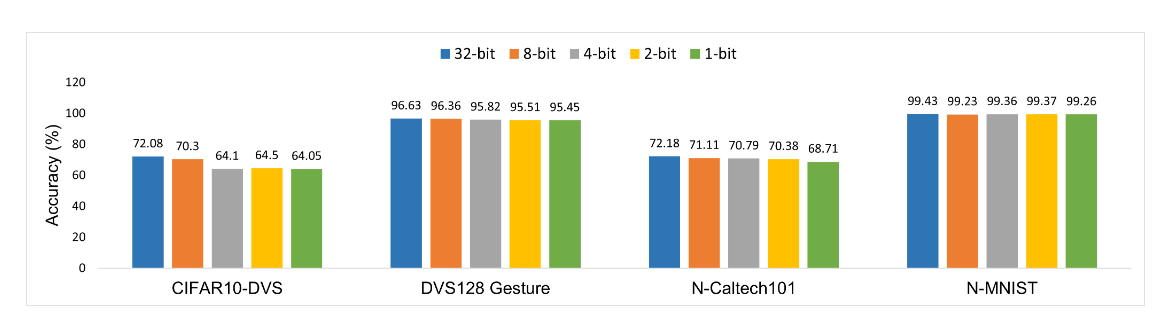 32-bit 8-bit 4-bit 2-bit 1-bit
120
100
80
60
40
20
0
Accuracy (%)
72.08 70.3 64.1 64.5 64.05
96.63 96.36 95.82 95.51 95.45
72.18 71.11 70.79 70.38 68.71
99.43 99.23 99.36 99.37 99.26
CIFAR10-DVS DVS128 Gesture N-Caltech101 N-MNIST